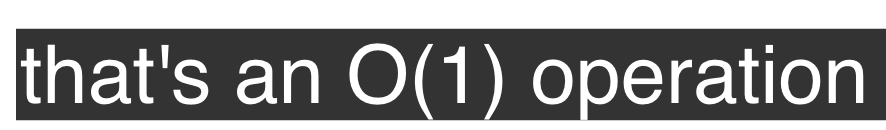 that's an O(1) operation